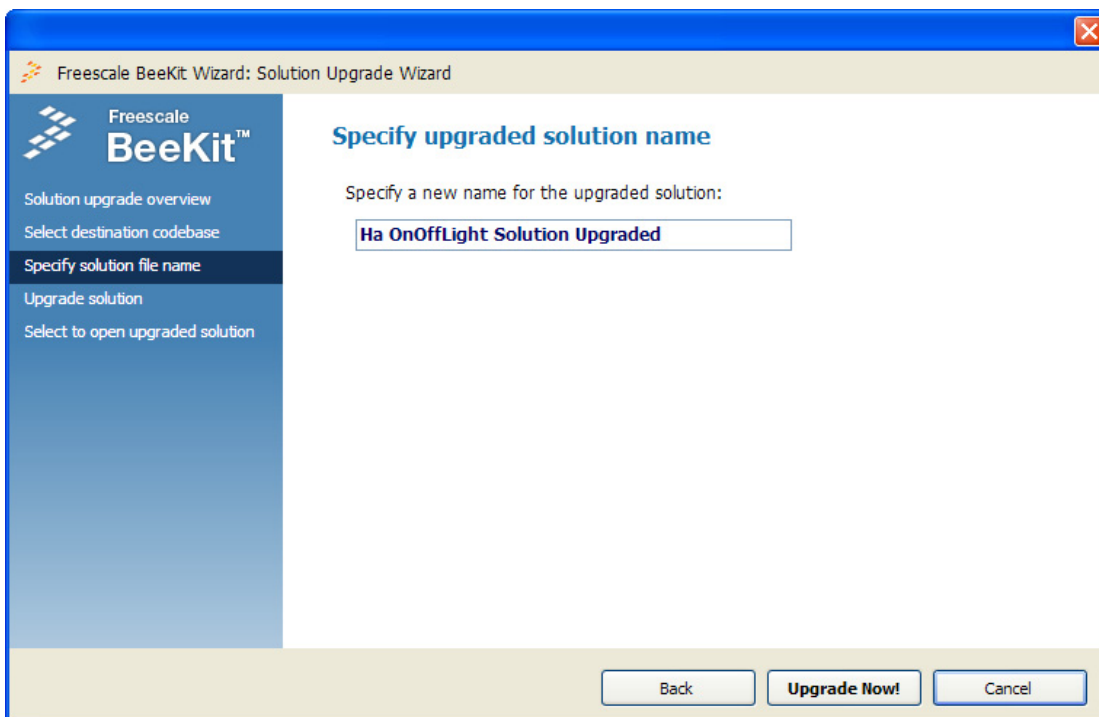 Freescale BeeKit Wizard: Solution Upgrade Wizard
Freescale
BeeKit™
Solution upgrade overview
Select destination codebase
Specify solution file name
Upgrade solution
Select to open upgraded solution
Specify upgraded solution name
Specify a new name for the upgraded solution:
Ha OnOffLight Solution Upgraded
Back
Upgrade Now!
Cancel